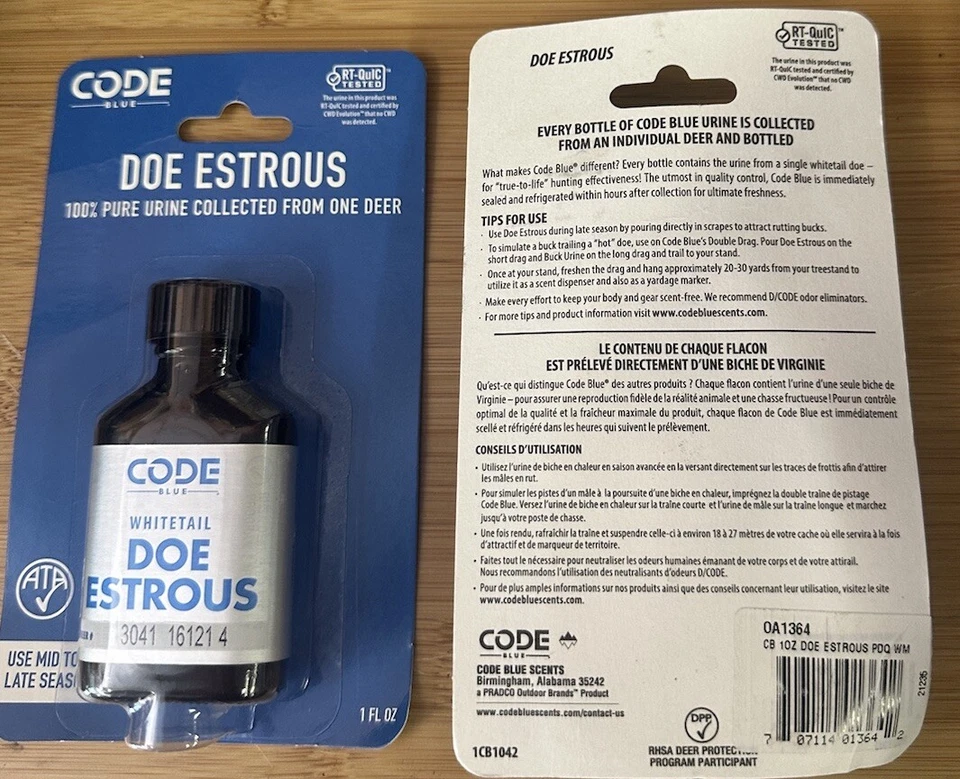 CODE
BLUE
RT-QuIC™
TESTED
The urine in this product was
RT-QuIC tested and certified by
CWD Evolution™ that no CWD
was detected.
DOE ESTROUS
100% PURE URINE COLLECTED FROM ONE DEER
CODE
BLUE
WHITETAIL
DOE
ESTROUS
3041 16121 4
ATA
USE MID TO
LATE SEAS
1 FL OZ
DOE ESTROUS
RT-QuIC™
TESTED
The urine in this product was
RT-QuIC tested and certified by
CWD Evolution™ that no CWD
was detected.
EVERY BOTTLE OF CODE BLUE URINE IS COLLECTED
FROM AN INDIVIDUAL DEER AND BOTTLED
What makes Code Blue® different? Every bottle contains the urine from a single whitetail doe –
for "true-to-life" hunting effectiveness! The utmost in quality control, Code Blue is immediately
sealed and refrigerated within hours after collection for ultimate freshness.
TIPS FOR USE
· Use Doe Estrous during late season by pouring directly in scrapes to attract rutting bucks.
· To simulate a buck trailing a "hot" doe, use on Code Blue's Double Drag. Pour Doe Estrous on the
short drag and Buck Urine on the long drag and trail to your stand.
· Once at your stand, freshen the drag and hang approximately 20-30 yards from your treestand to
utilize it as a scent dispenser and also as a yardage marker.
· Make every effort to keep your body and gear scent-free. We recommend D/CODE odor eliminators.
· For more tips and product information visit www.codebluescents.com.
LE CONTENU DE CHAQUE FLACON
EST PRÉLEVÉ DIRECTEMENT D'UNE BICHE DE VIRGINIE
Qu'est-ce qui distingue Code Blue® des autres produits ? Chaque flacon contient l'urine d'une seule biche de
Virginie – pour assurer une reproduction fidèle de la réalité animale et une chasse fructueuse ! Pour un contrôle
optimal de la qualité et la fraîcheur maximale du produit, chaque flacon de Code Blue est immédiatement
scellé et réfrigéré dans les heures qui suivent le prélèvement.
CONSEILS D'UTILISATION
• Utilisez l'urine de biche en chaleur en saison avancée en la versant directement sur les traces de frottis afin d'attirer
les mâles en rut.
• Pour simuler les pistes d'un mâle à la poursuite d'une biche en chaleur, imprégnez la double traîne de pistage
Code Blue. Versez l'urine de biche en chaleur sur la traîne courte et l'urine de mâle sur la traîne longue et marchez
jusqu'à votre poste de chasse.
• Une fois rendu, rafraîchir la traîne et suspendre celle-ci à environ 18 à 27 mètres de votre cache où elle servira à la fois
d'attractif et de marqueur de territoire.
• Faites tout le nécessaire pour neutraliser les odeurs humaines émanant de votre corps et de votre attirail.
Nous recommandons l'utilisation des neutralisants d'odeurs D/CODE.
• Pour de plus amples informations sur nos produits ainsi que des conseils concernant leur utilisation, visitez le site
www.codebluescents.com.
CODE
BLUE
CODE BLUE SCENTS
Birmingham, Alabama 35242
a PRADCO Outdoor Brands™ Product
www.codebluescents.com/contact-us
1CB1042
DPP
RHSA DEER PROTECTION
PROGRAM PARTICIPANT
OA1364
CB 1OZ DOE ESTROUS PDQ WM
21235
7 07114 01364 2